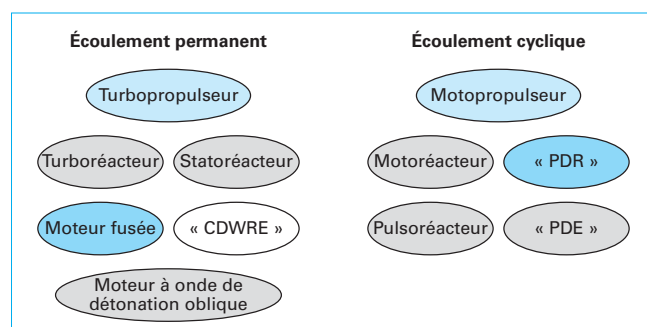 Écoulement permanent
Turbopropulseur
Turboréacteur
Statoréacteur
Moteur fusée
« CDWRE »
Moteur à onde de
détonation oblique
Écoulement cyclique
Motopropulseur
Motoréacteur
« PDR »
Pulsoréacteur
« PDE »